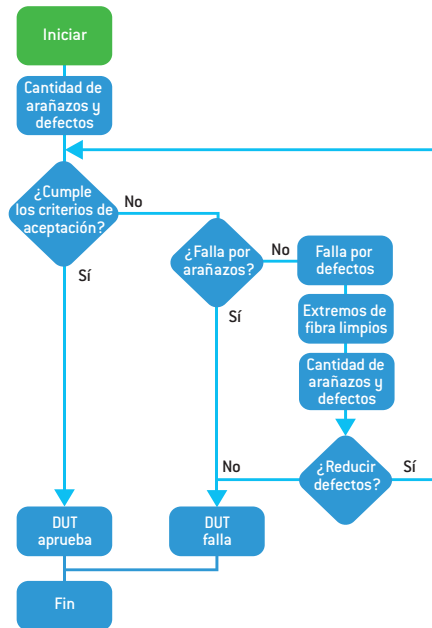 Iniciar
Cantidad de
arañazos y
defectos
¿Cumple
los criterios de
aceptación?
No
Sí
¿Falla por
arañazos?
No
Sí
Falla por
defectos
Extremos de
fibra limpios
Cantidad de
arañazos y
defectos
¿Reducir
defectos?
No
Sí
DUT
aprueba
DUT
falla
Fin